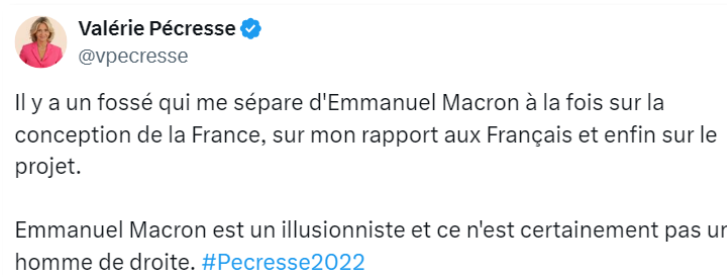 Valérie Pécresse
@vpecresse
Il y a un fossé qui me sépare d'Emmanuel Macron à la fois sur la
conception de la France, sur mon rapport aux Français et enfin sur le
projet.
Emmanuel Macron est un illusionniste et ce n'est certainement pas un
homme de droite. #Pecresse2022